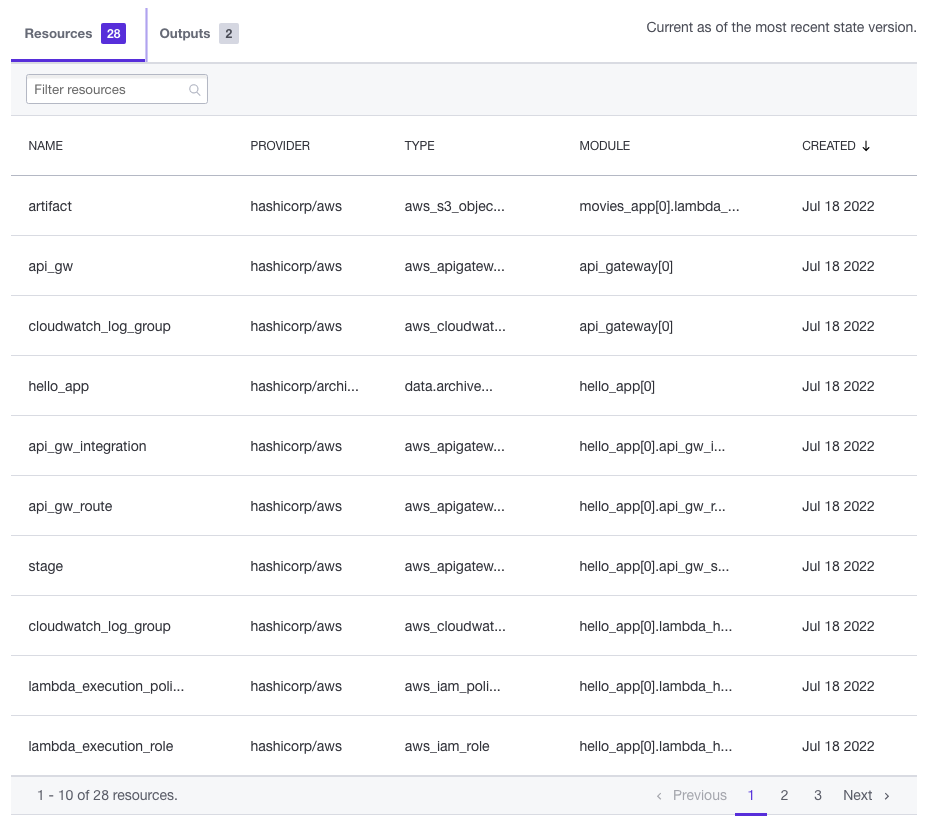 Resources 28 Outputs 2 Current as of the most recent state version.
Filter resources
NAME PROVIDER TYPE MODULE CREATED ↓
artifact hashicorp/aws aws_s3_objec... movies_app[0].lambda_... Jul 18 2022
api_gw hashicorp/aws aws_apigatew... api_gateway[0] Jul 18 2022
cloudwatch_log_group hashicorp/aws aws_cloudwat... api_gateway[0] Jul 18 2022
hello_app hashicorp/archi... data.archive... hello_app[0] Jul 18 2022
api_gw_integration hashicorp/aws aws_apigatew... hello_app[0].api_gw_i... Jul 18 2022
api_gw_route hashicorp/aws aws_apigatew... hello_app[0].api_gw_r... Jul 18 2022
stage hashicorp/aws aws_apigatew... hello_app[0].api_gw_s... Jul 18 2022
cloudwatch_log_group hashicorp/aws aws_cloudwat... hello_app[0].lambda_h... Jul 18 2022
lambda_execution_poli... hashicorp/aws aws_iam_poli... hello_app[0].lambda_h... Jul 18 2022
lambda_execution_role hashicorp/aws aws_iam_role hello_app[0].lambda_h... Jul 18 2022
1 - 10 of 28 resources. ‹ Previous 1 2 3 Next ›